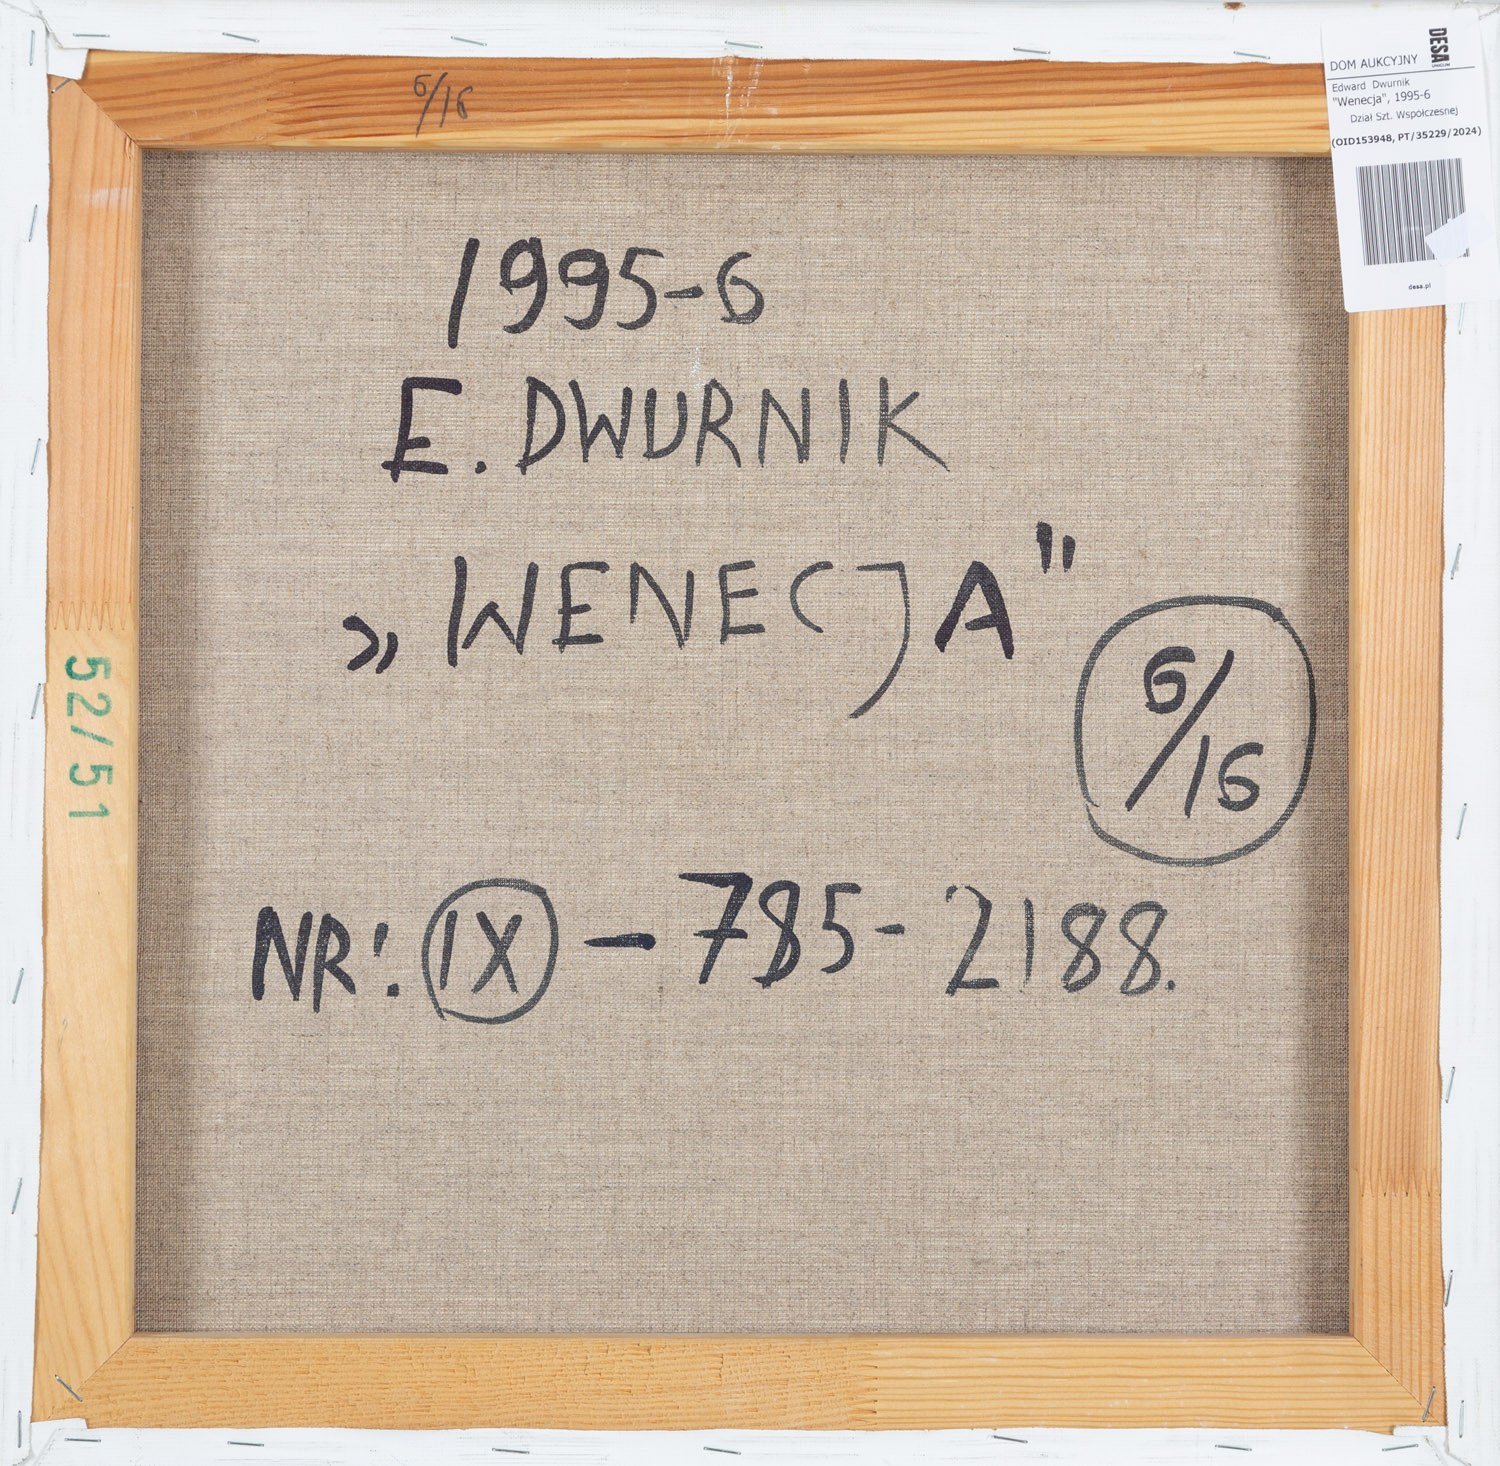 6/16
DESA
DOM AUKCYJNY
Edward Dwurnik
"Wenecja", 1995-6
Dział Szt. Współczesnej
(OID153948, PT/35229/2024)
desa.pl
1995-6
E. DWURNIK
„WENECJA"
6/16
52/51
NR: IX - 785 - 2188.